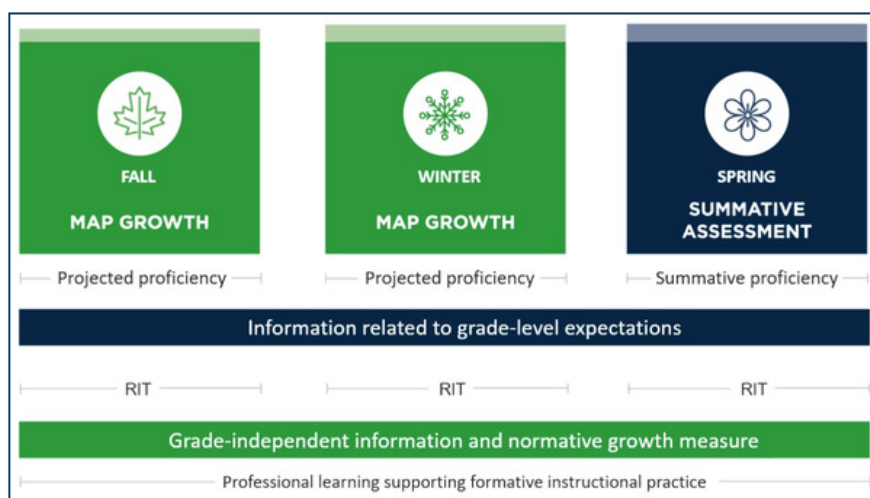 FALL
WINTER
SPRING
MAP GROWTH
MAP GROWTH
SUMMATIVE
ASSESSMENT
Projected proficiency
Projected proficiency
Summative proficiency
Information related to grade-level expectations
RIT
RIT
RIT
Grade-independent information and normative growth measure
Professional learning supporting formative instructional practice